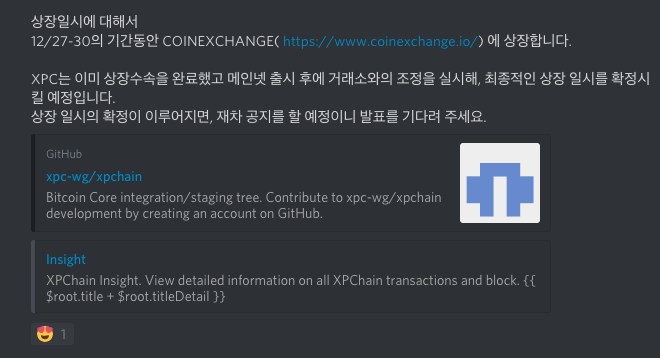 상장일시에 대해서
12/27-30의 기간동안 COINEXCHANGE( https://www.coinexchange.io/) 에 상장합니다.
XPC는 이미 상장수속을 완료했고 메인넷 출시 후에 거래소와의 조정을 실시해, 최종적인 상장 일시를 확정시
킬 예정입니다.
상장 일시의 확정이 이루어지면, 재차 공지를 할 예정이니 발표를 기다려 주세요.
GitHub
xpc-wg/xpchain
Bitcoin Core integration/staging tree. Contribute to xpc-wg/xpchain
development by creating an account on GitHub.
Insight
XPChain Insight. View detailed information on all XPChain transactions and block. {{
$root.title + $root.titleDetail }}
1